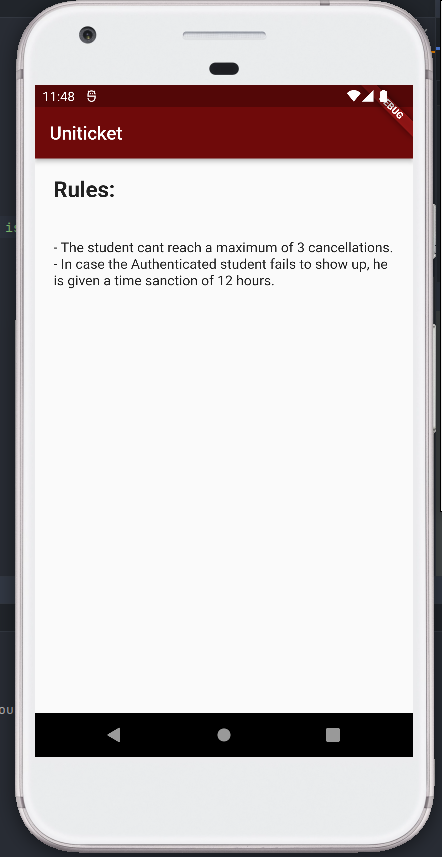 11:48
DEBUG
Uniticket
Rules:
- The student cant reach a maximum of 3 cancellations.
- In case the Authenticated student fails to show up, he
is given a time sanction of 12 hours.